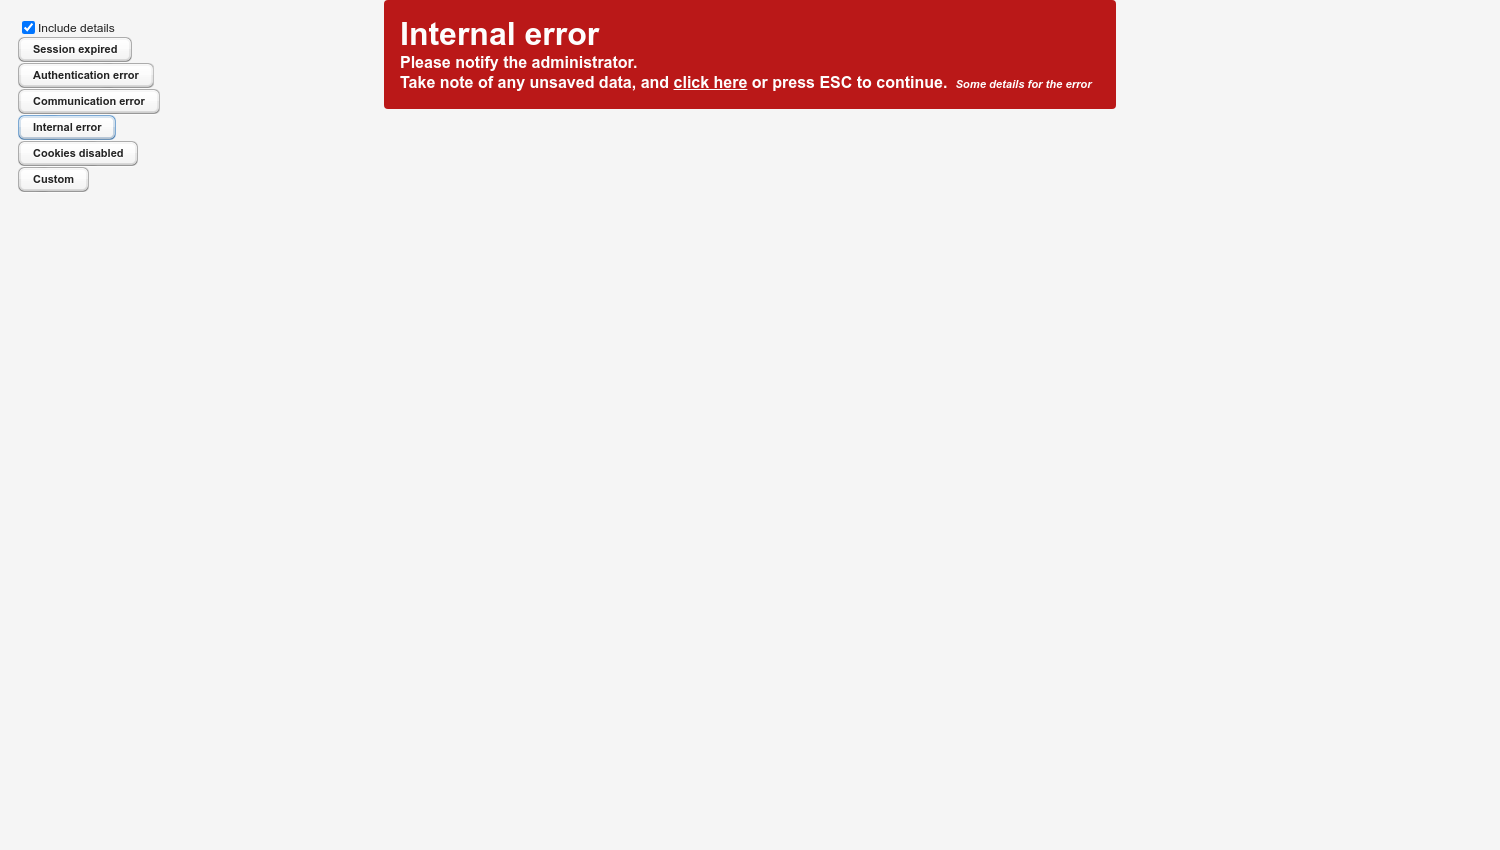 Include details
Session expired
Authentication error
Communication error
Internal error
Cookies disabled
Custom
Internal error
Please notify the administrator.
Take note of any unsaved data, and click here or press ESC to continue. Some details for the error